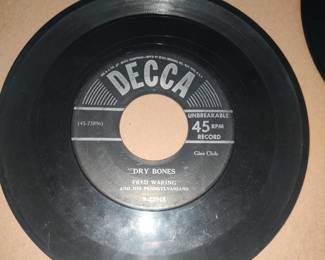 DECCA
(45-73896)
UNBREAKABLE
45 RPM
RECORD
Glee Club
DRY BONES
FRED WARING
AND HIS PENNSYLVANIANS